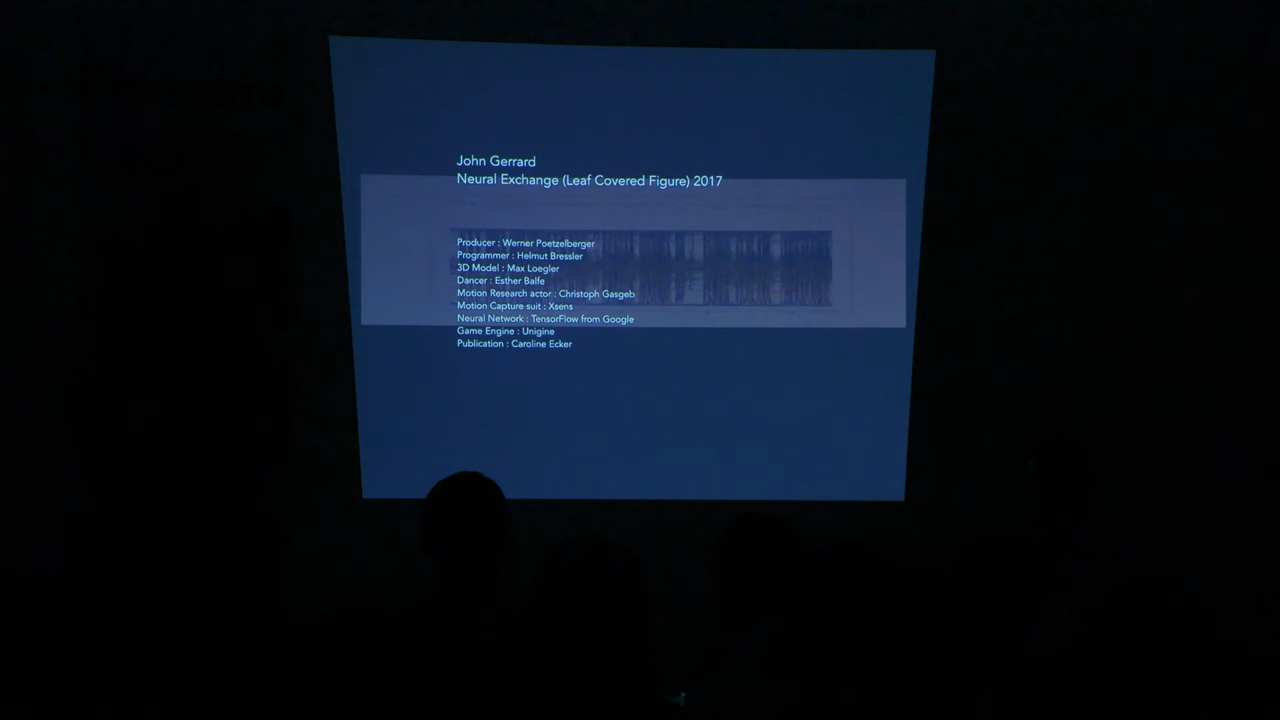 John Gerrard
Neural Exchange (Leaf Covered Figure) 2017
Producer : Werner Poetzelberger
Programmer : Helmut Bressler
3D Model : Max Loegler
Dancer : Esther Balfe
Motion Research actor : Christoph Gasgeb
Motion Capture suit : Xsens
Neural Network : TensorFlow from Google
Game Engine : Unigine
Publication : Caroline Ecker